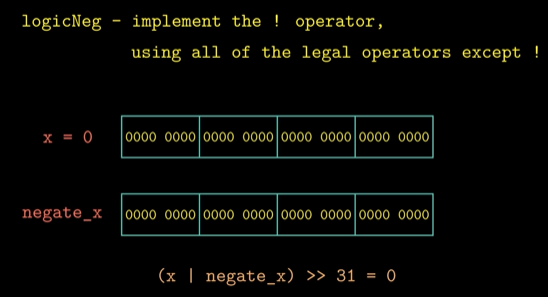 logicNeg - implement the ! operator,
using all of the legal operators except !
x = 0 0000 0000 0000 0000 0000 0000 0000 0000
negate_x 0000 0000 0000 0000 0000 0000 0000 0000
(x | negate_x) >> 31 = 0